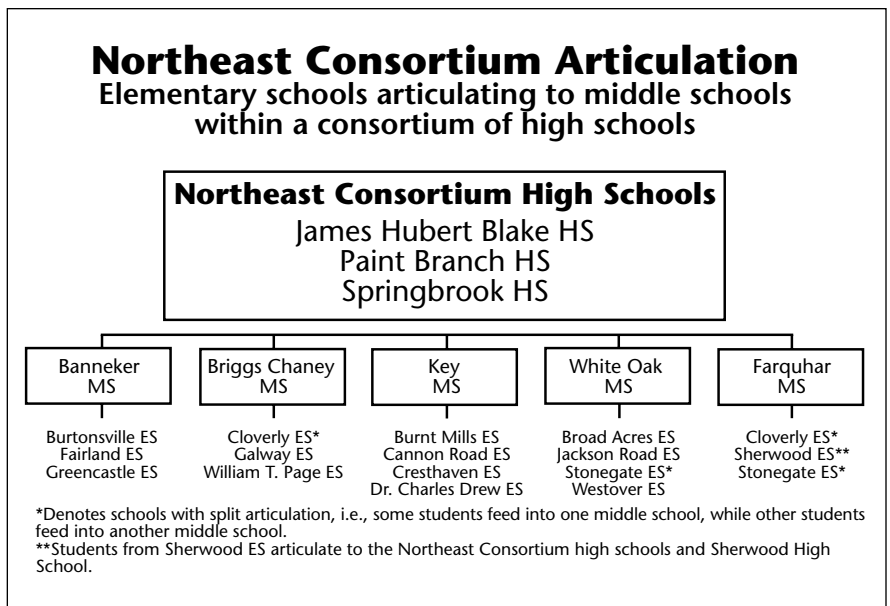 Northeast Consortium Articulation
Elementary schools articulating to middle schools
within a consortium of high schools
Northeast Consortium High Schools
James Hubert Blake HS
Paint Branch HS
Springbrook HS
Banneker
MS
Burtonsville ES
Fairland ES
Greencastle ES
Briggs Chaney
MS
Cloverly ES*
Galway ES
William T. Page ES
Key
MS
Burnt Mills ES
Cannon Road ES
Cresthaven ES
Dr. Charles Drew ES
White Oak
MS
Broad Acres ES
Jackson Road ES
Stonegate ES*
Westover ES
Farquhar
MS
Cloverly ES*
Sherwood ES**
Stonegate ES*
*Denotes schools with split articulation, i.e., some students feed into one middle school, while other students
feed into another middle school.
**Students from Sherwood ES articulate to the Northeast Consortium high schools and Sherwood High
School.